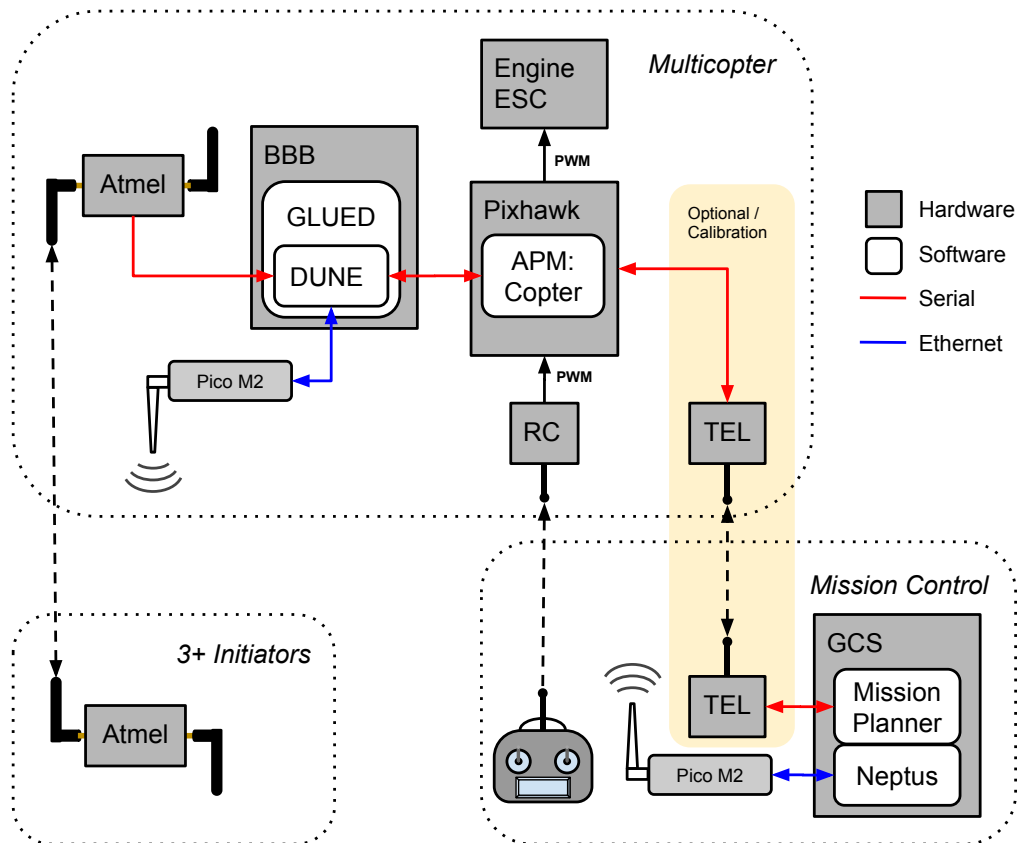 Multicopter
Engine
ESC
PWM
BBB
Atmel
GLUED
DUNE
Pixhawk
APM:
Copter
Optional /
Calibration
Hardware
Software
Serial
Ethernet
Pico M2
PWM
RC
TEL
Mission Control
3+ Initiators
Atmel
GCS
Mission
Planner
TEL
Neptus
Pico M2